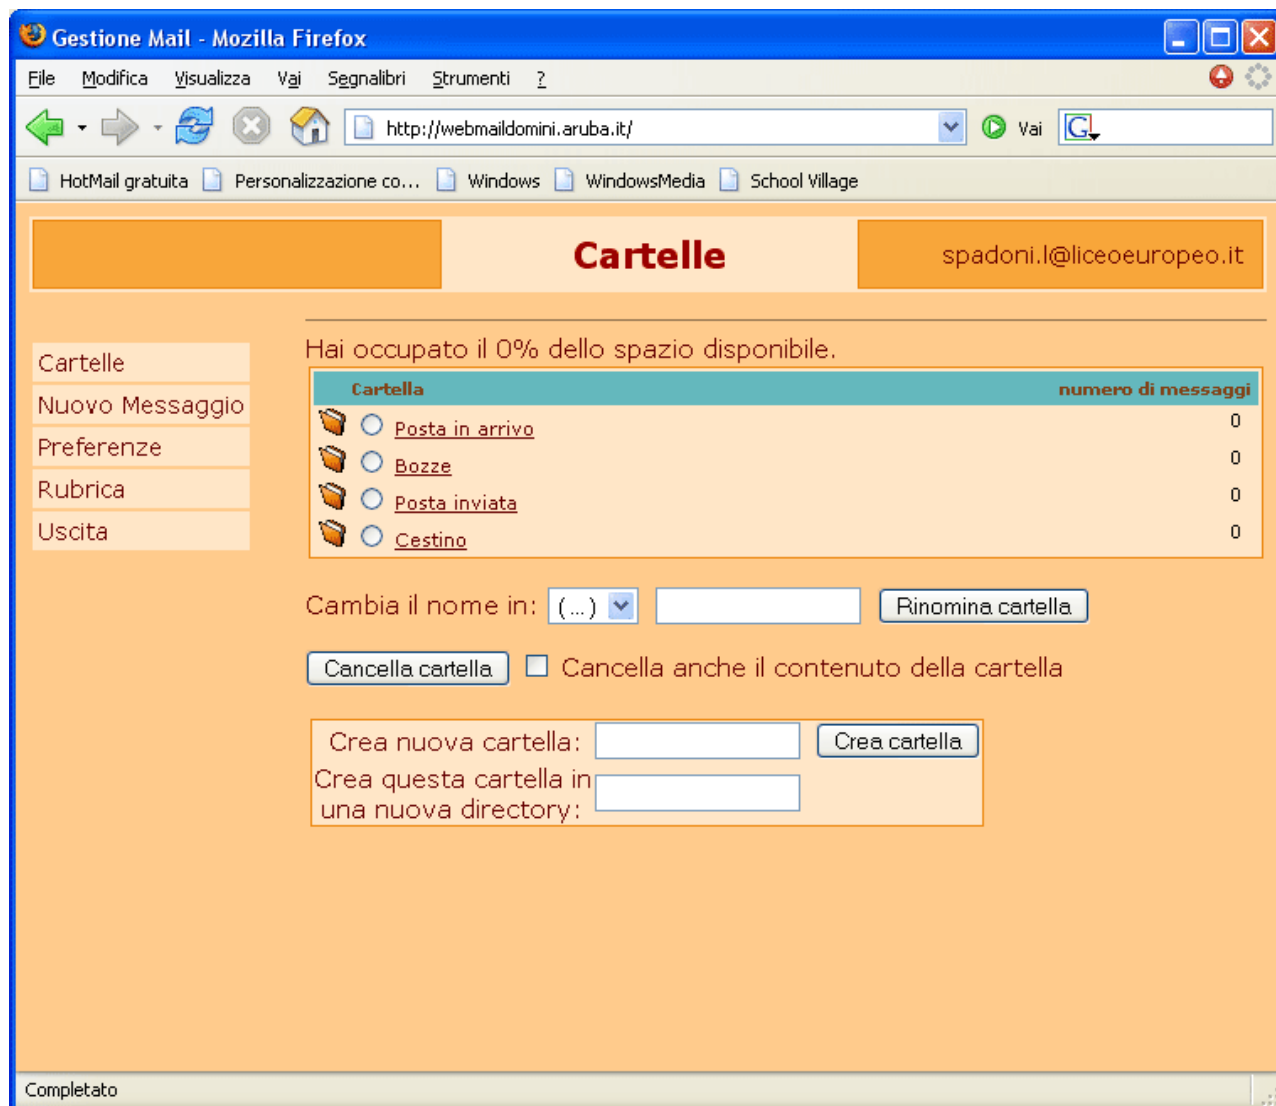 Gestione Mail - Mozilla Firefox
File Modifica Visualizza Vai Segnalibri Strumenti ?
http://webmaildomini.aruba.it/ Vai G
HotMail gratuita Personalizzazione co... Windows WindowsMedia School Village
Cartelle spadoni.l@liceoeuropeo.it
Cartelle
Nuovo Messaggio
Preferenze
Rubrica
Uscita
Hai occupato il 0% dello spazio disponibile.
Cartella numero di messaggi
Posta in arrivo 0
Bozze 0
Posta inviata 0
Cestino 0
Cambia il nome in: (...) Rinomina cartella
Cancella cartella Cancella anche il contenuto della cartella
Crea nuova cartella: Crea cartella
Crea questa cartella in
una nuova directory:
Completato